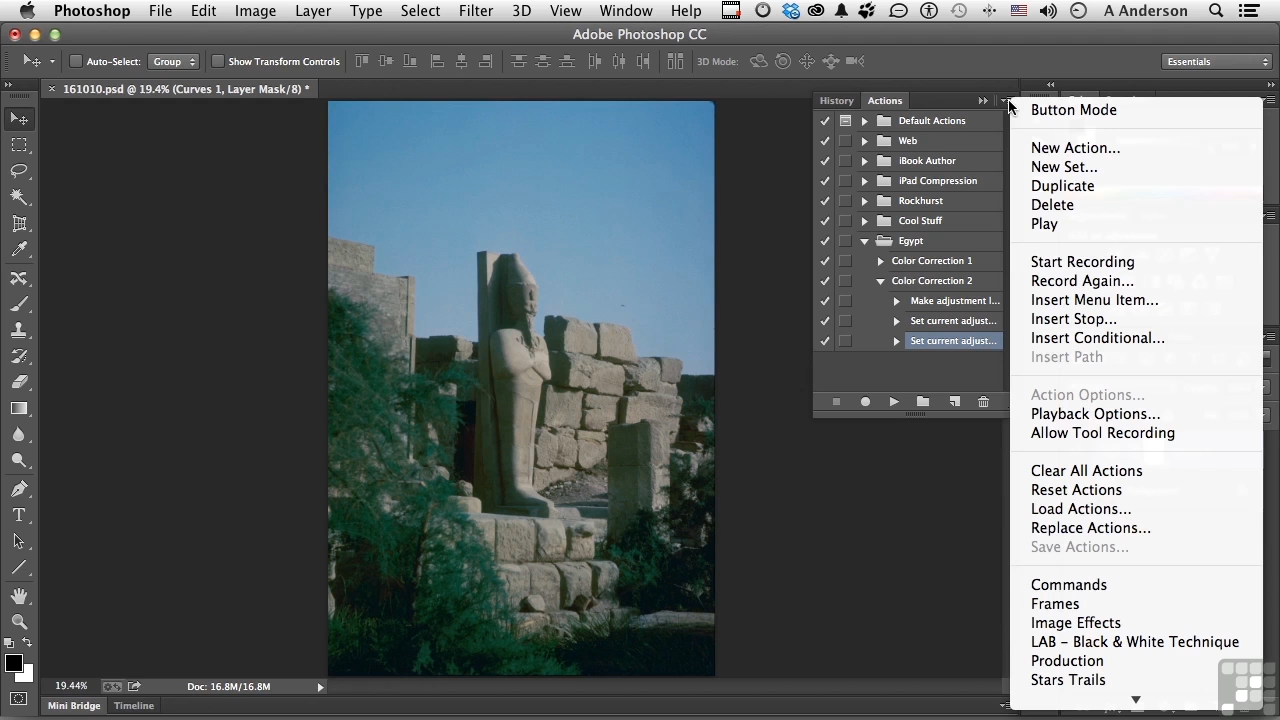 Photoshop File Edit Image Layer Type Select Filter 3D View Window Help A Anderson
Adobe Photoshop CC
Auto-Select: Group Show Transform Controls 3D Mode: Essentials
161010.psd @ 19.4% (Curves 1, Layer Mask/8) *
History Actions
Default Actions
Web
iBook Author
iPad Compression
Rockhurst
Cool Stuff
Egypt
Color Correction 1
Color Correction 2
Make adjustment l...
Set current adjust...
Set current adjust...
Button Mode
New Action...
New Set...
Duplicate
Delete
Play
Start Recording
Record Again...
Insert Menu Item...
Insert Stop...
Insert Conditional...
Insert Path
Action Options...
Playback Options...
Allow Tool Recording
Clear All Actions
Reset Actions
Load Actions...
Replace Actions...
Save Actions...
Commands
Frames
Image Effects
LAB - Black & White Technique
Production
Stars Trails
19.44% Doc: 16.8M/16.8M
Mini Bridge Timeline